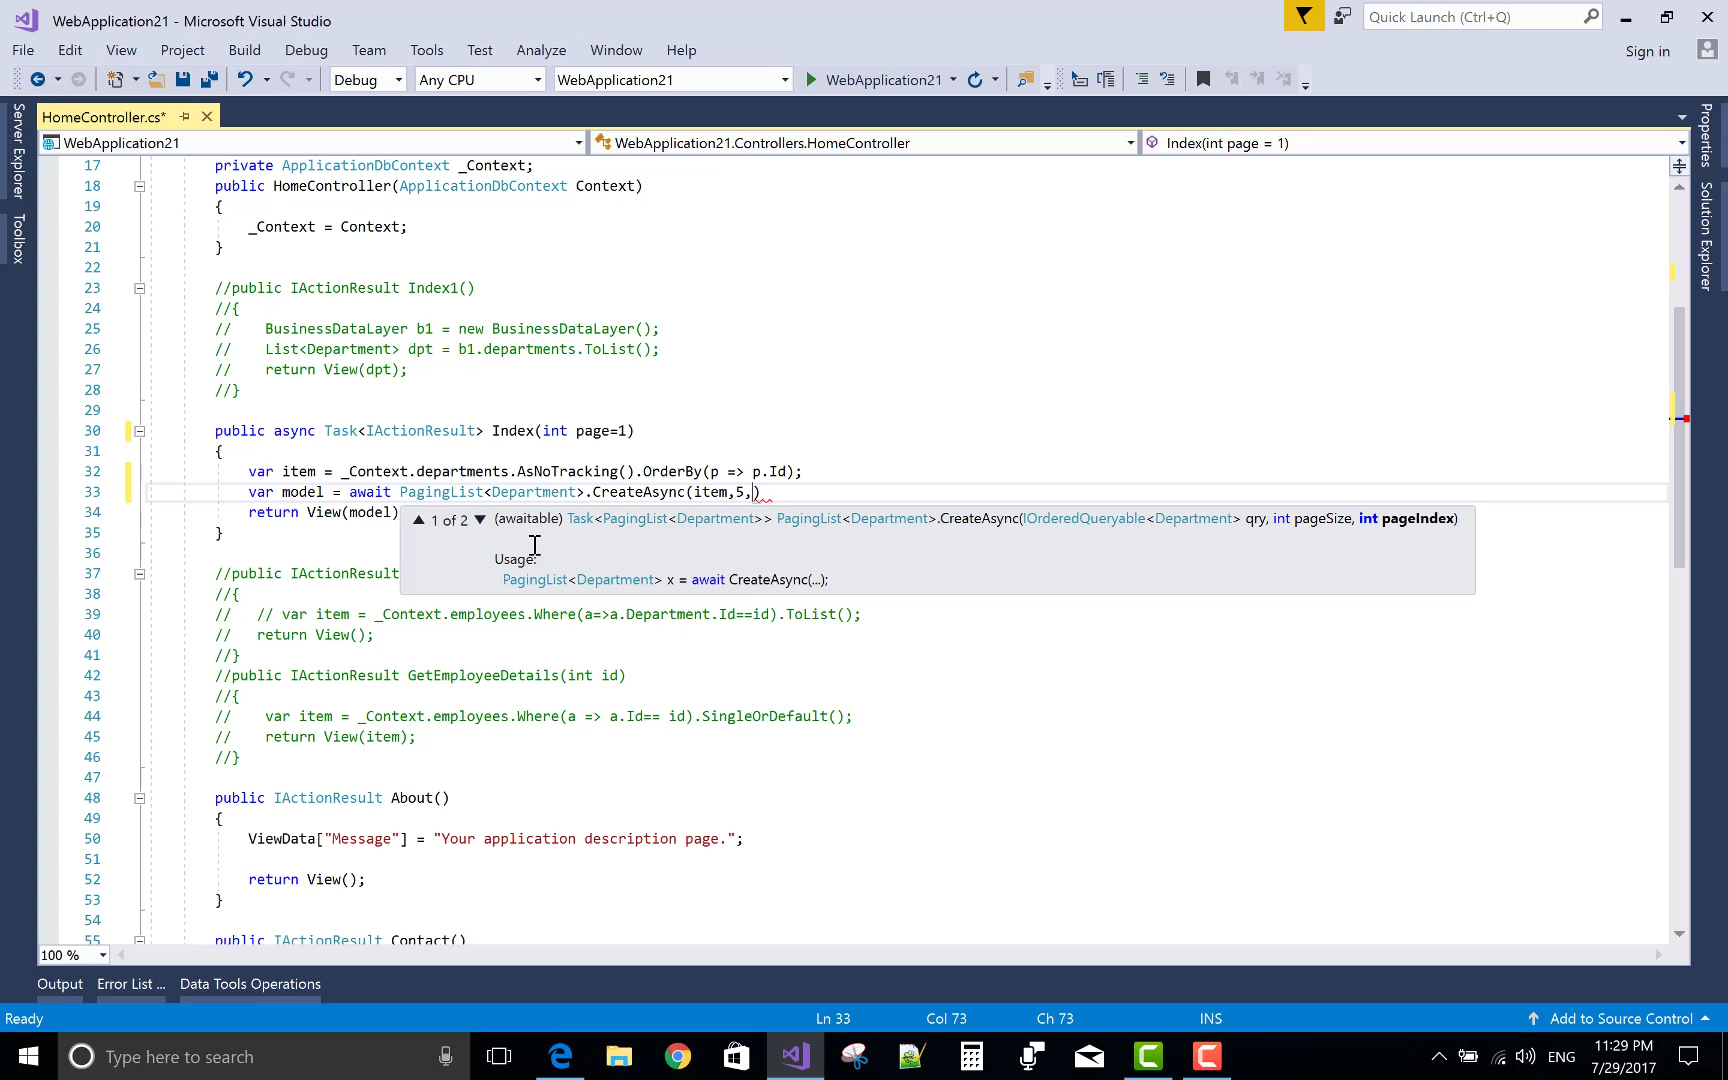 WebApplication21 - Microsoft Visual Studio
Quick Launch (Ctrl+Q)
File Edit View Project Build Debug Team Tools Test Analyze Window Help
Sign in
Debug Any CPU WebApplication21 WebApplication21
HomeController.cs*
WebApplication21 WebApplication21.Controllers.HomeController Index(int page = 1)
Server Explorer
Toolbox
Properties
Solution Explorer
17 private ApplicationDbContext _Context;
18 public HomeController(ApplicationDbContext Context)
19 {
20 _Context = Context;
21 }
22
23 //public IActionResult Index1()
24 //{
25 // BusinessDataLayer b1 = new BusinessDataLayer();
26 // List<Department> dpt = b1.departments.ToList();
27 // return View(dpt);
28 //}
29
30 public async Task<IActionResult> Index(int page=1)
31 {
32 var item = _Context.departments.AsNoTracking().OrderBy(p => p.Id);
33 var model = await PagingList<Department>.CreateAsync(item,5,)
34 return View(model)
1 of 2 (awaitable) Task<PagingList<Department>> PagingList<Department>.CreateAsync(IOrderedQueryable<Department> qry, int pageSize, int pageIndex)
Usage:
PagingList<Department> x = await CreateAsync(...);
35 }
36
37 //public IActionResult
38 //{
39 // // var item = _Context.employees.Where(a=>a.Department.Id==id).ToList();
40 // return View();
41 //}
42 //public IActionResult GetEmployeeDetails(int id)
43 //{
44 // var item = _Context.employees.Where(a => a.Id== id).SingleOrDefault();
45 // return View(item);
46 //}
47
48 public IActionResult About()
49 {
50 ViewData["Message"] = "Your application description page.";
51
52 return View();
53 }
54
55 public IActionResult Contact()
100 %
Output Error List ... Data Tools Operations
Ready Ln 33 Col 73 Ch 73 INS Add to Source Control
Type here to search
ENG
11:29 PM
7/29/2017